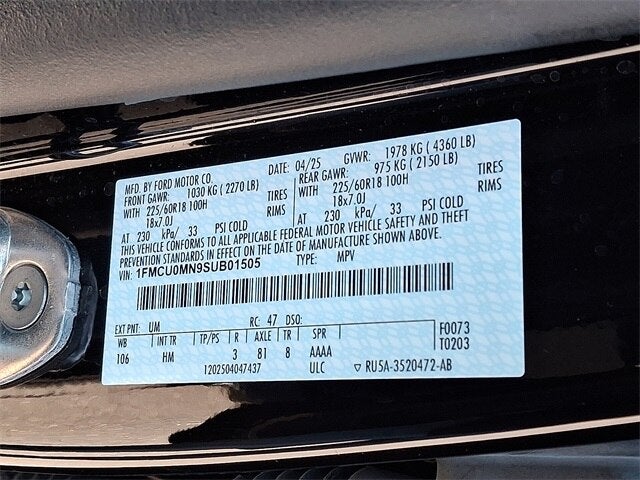 MFD. BY FORD MOTOR CO. DATE: 04/25 GVWR: 1978 KG ( 4360 LB)
FRONT GAWR: 1030 KG ( 2270 LB) REAR GAWR: 975 KG ( 2150 LB)
WITH 225/60R18 100H TIRES WITH 225/60R18 100H TIRES
18x7.0J RIMS 18x7.0J RIMS
AT 230 kPa/ 33 PSI COLD AT 230 kPa/ 33 PSI COLD
THIS VEHICLE CONFORMS TO ALL APPLICABLE FEDERAL MOTOR VEHICLE SAFETY AND THEFT
PREVENTION STANDARDS IN EFFECT ON THE DATE OF MANUFACTURE SHOWN ABOVE.
VIN: 1FMCU0MN9SUB01505 TYPE: MPV
EXT PNT: UM RC: 47 DSO: F0073
WB INT TR TP/PS R AXLE TR SPR T0203
106 HM 3 81 8 AAAA
1202504047437 ULC ▽ RU5A-3520472-AB